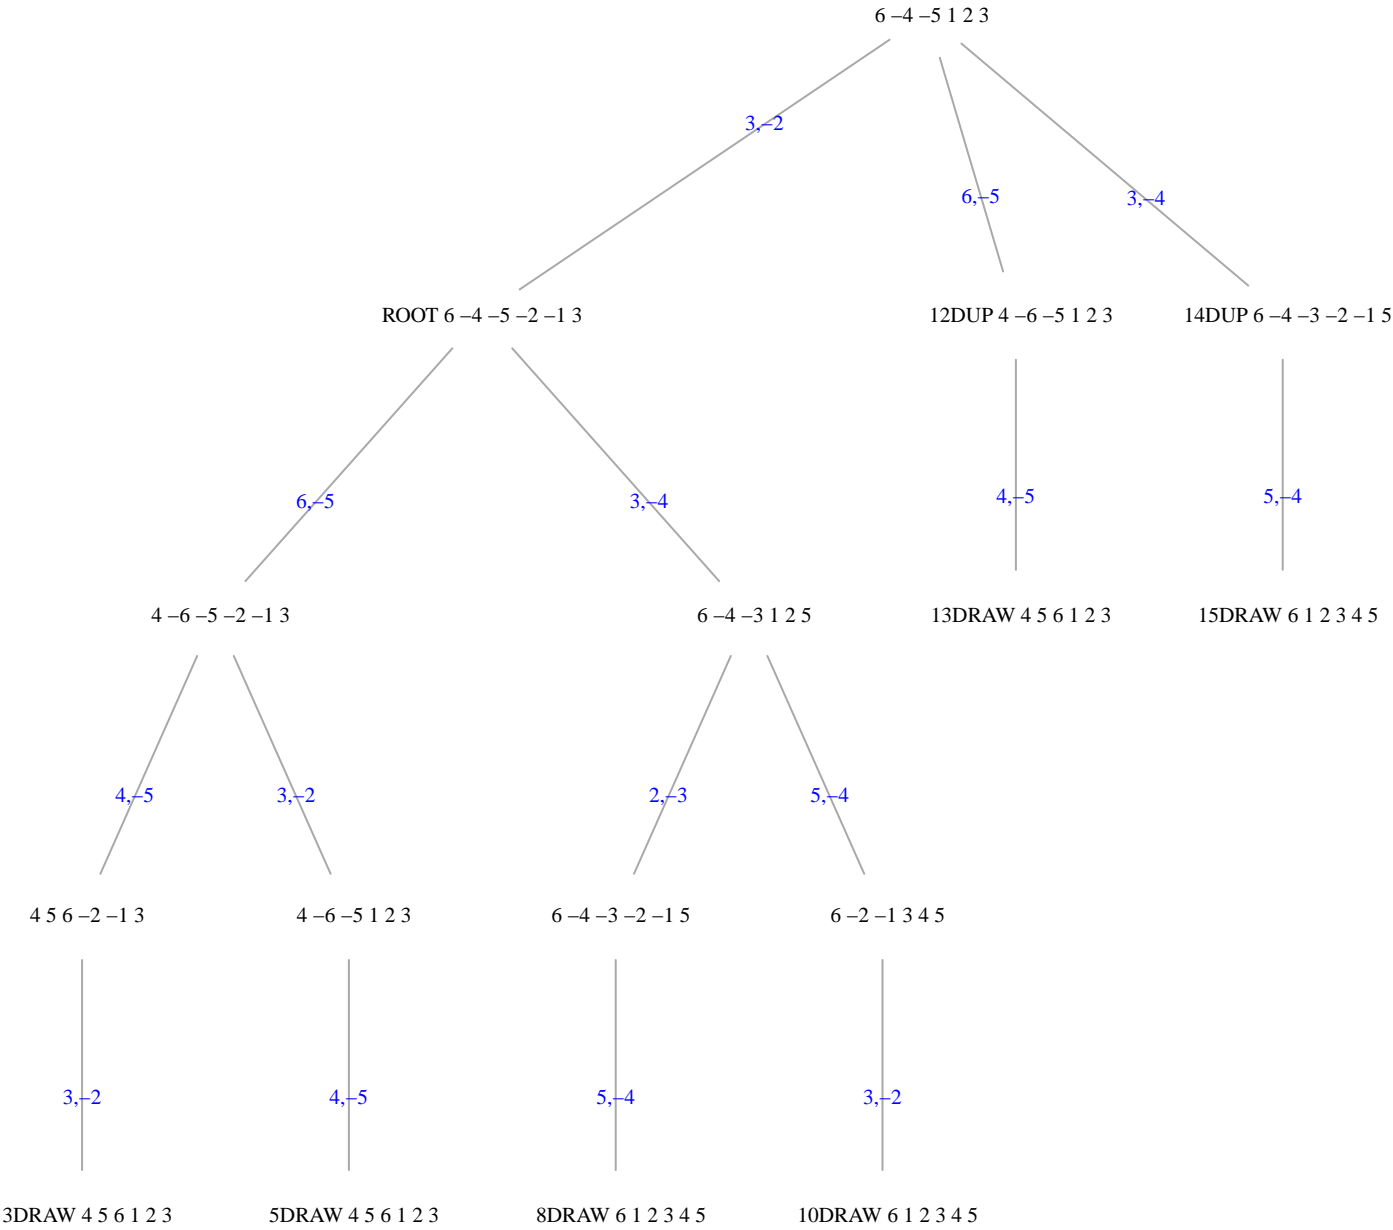 6 –4 –5 1 2 3
3,–2
6,–5
3,–4
ROOT 6 –4 –5 –2 –1 3
12DUP 4 –6 –5 1 2 3
14DUP 6 –4 –3 –2 –1 5
6,–5
3,–4
4,–5
5,–4
4 –6 –5 –2 –1 3
6 –4 –3 1 2 5
13DRAW 4 5 6 1 2 3
15DRAW 6 1 2 3 4 5
4,–5
3,–2
2,–3
5,–4
4 5 6 –2 –1 3
4 –6 –5 1 2 3
6 –4 –3 –2 –1 5
6 –2 –1 3 4 5
3,–2
4,–5
5,–4
3,–2
3DRAW 4 5 6 1 2 3
5DRAW 4 5 6 1 2 3
8DRAW 6 1 2 3 4 5
10DRAW 6 1 2 3 4 5